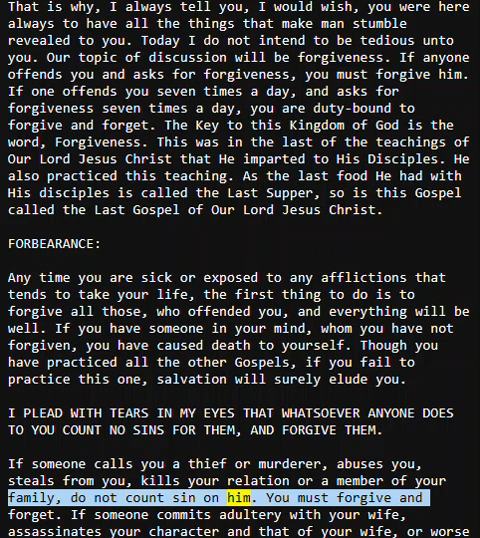 That is why, I always tell you, I would wish, you were here
always to have all the things that make man stumble
revealed to you. Today I do not intend to be tedious unto
you. Our topic of discussion will be forgiveness. If anyone
offends you and asks for forgiveness, you must forgive him.
If one offends you seven times a day, and asks for
forgiveness seven times a day, you are duty-bound to
forgive and forget. The Key to this Kingdom of God is the
word, Forgiveness. This was in the last of the teachings of
Our Lord Jesus Christ that He imparted to His Disciples. He
also practiced this teaching. As the last food He had with
His disciples is called the Last Supper, so is this Gospel
called the Last Gospel of Our Lord Jesus Christ.
FORBEARANCE:
Any time you are sick or exposed to any afflictions that
tends to take your life, the first thing to do is to
forgive all those, who offended you, and everything will be
well. If you have someone in your mind, whom you have not
forgiven, you have caused death to yourself. Though you
have practiced all the other Gospels, if you fail to
practice this one, salvation will surely elude you.
I PLEAD WITH TEARS IN MY EYES THAT WHATSOEVER ANYONE DOES
TO YOU COUNT NO SINS FOR THEM, AND FORGIVE THEM.
If someone calls you a thief or murderer, abuses you,
steals from you, kills your relation or a member of your
family, do not count sin on him. You must forgive and
forget. If someone commits adultery with your wife,
assassinates your character and that of your wife, or worse